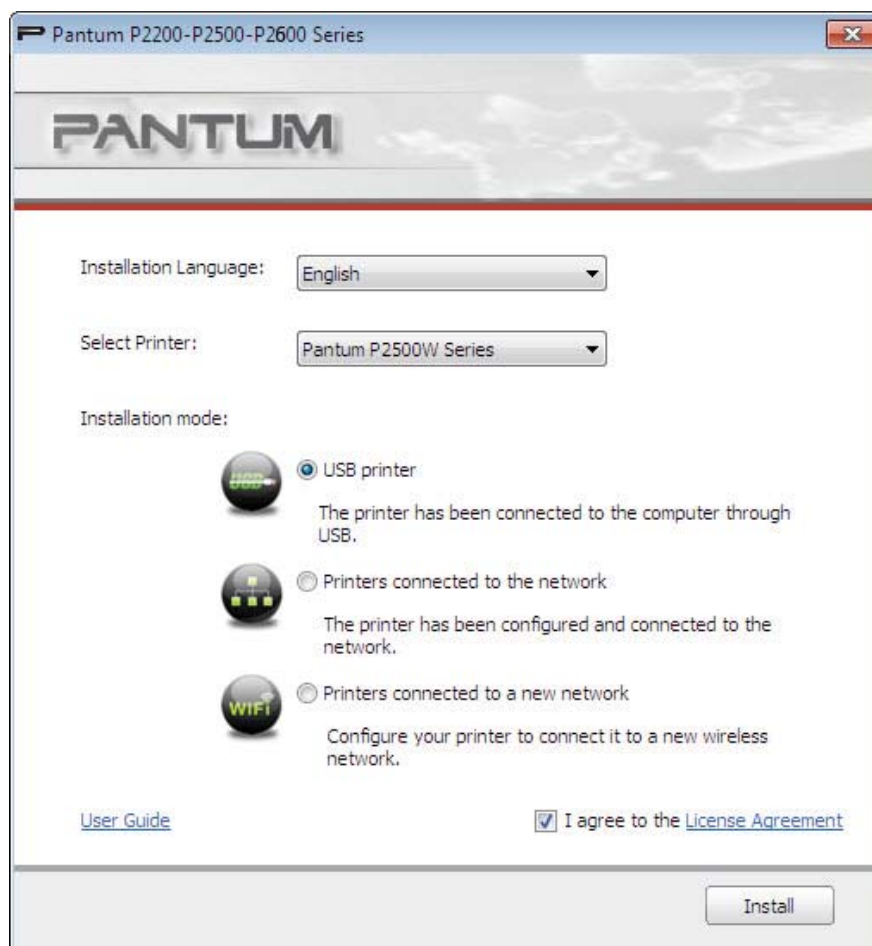 Pantum P2200-P2500-P2600 Series
PANTUM
Installation Language:
English
Select Printer:
Pantum P2500W Series
Installation mode:
USB
USB printer
The printer has been connected to the computer through
USB.
Printers connected to the network
The printer has been configured and connected to the
network.
WiFi
Printers connected to a new network
Configure your printer to connect it to a new wireless
network.
User Guide
I agree to the License Agreement
Install